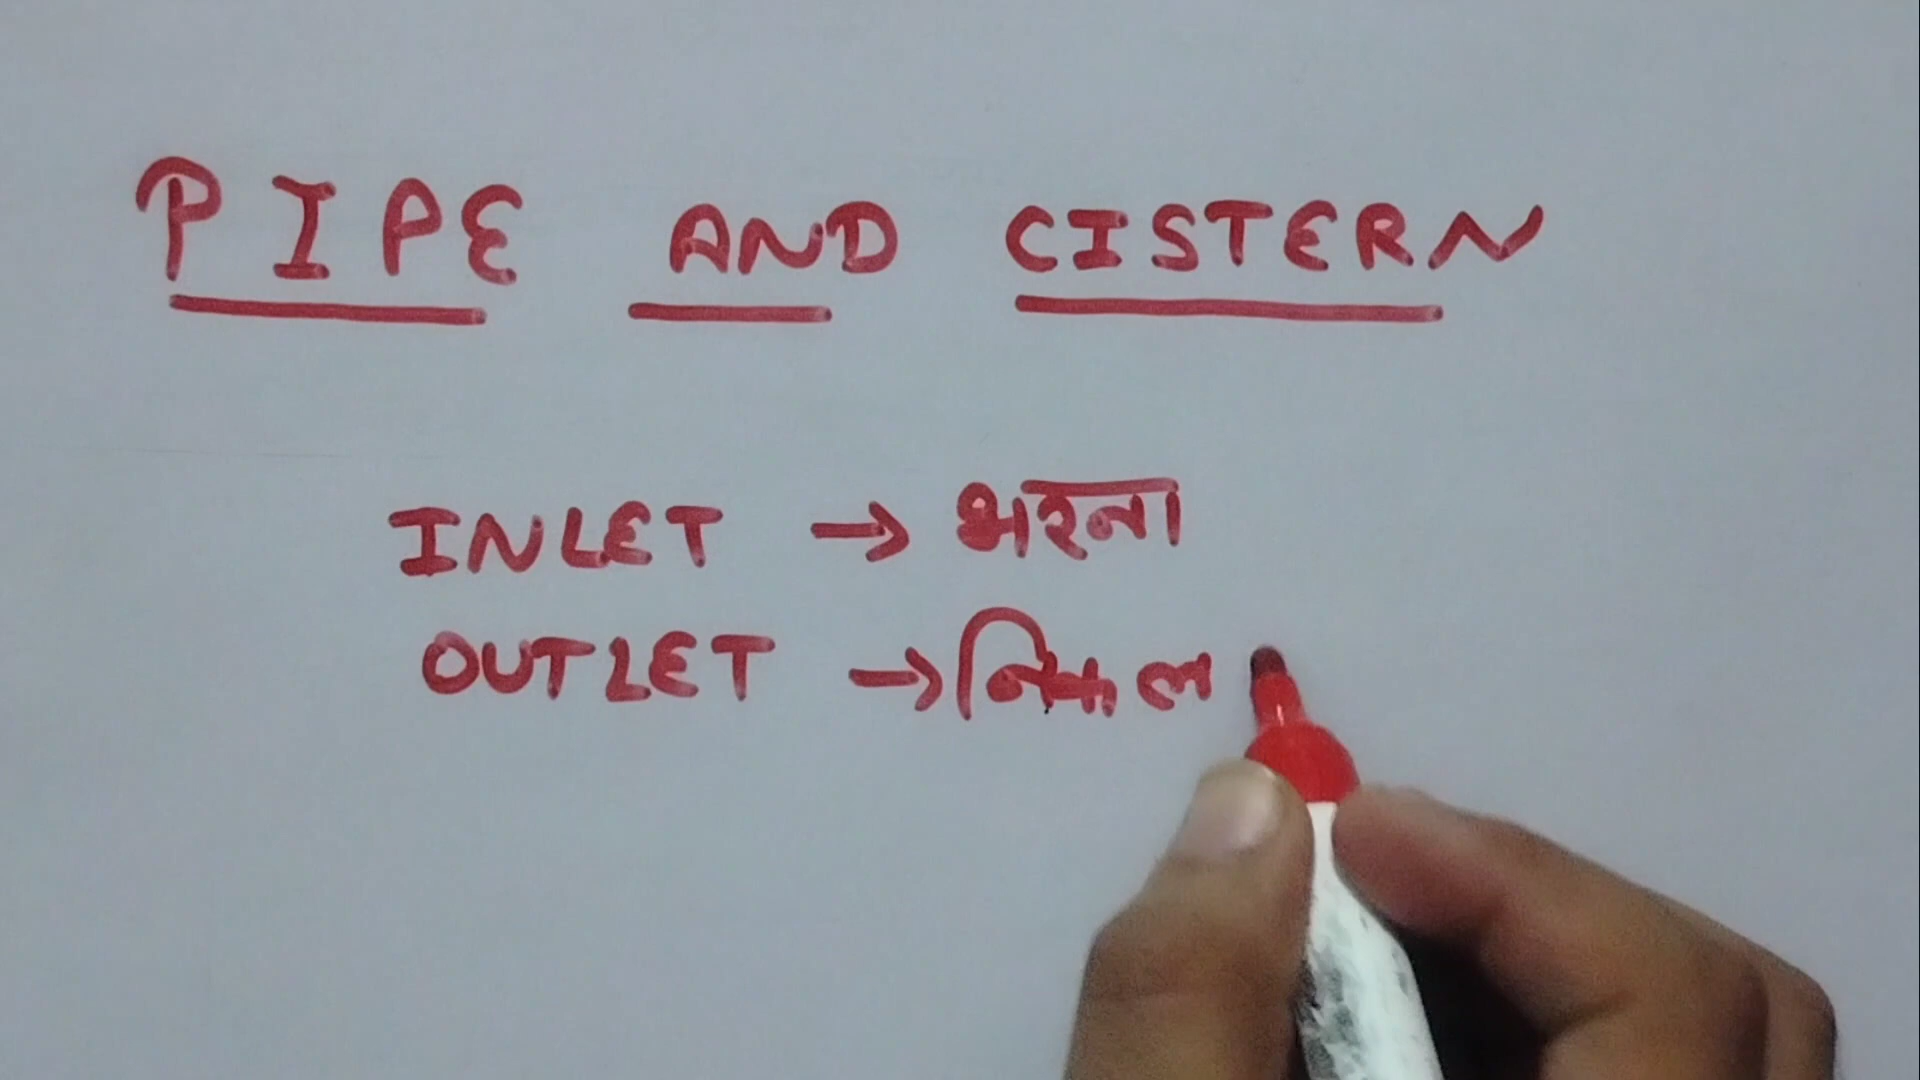 PIPE AND CISTERN
INLET → भरना
OUTLET → निकल